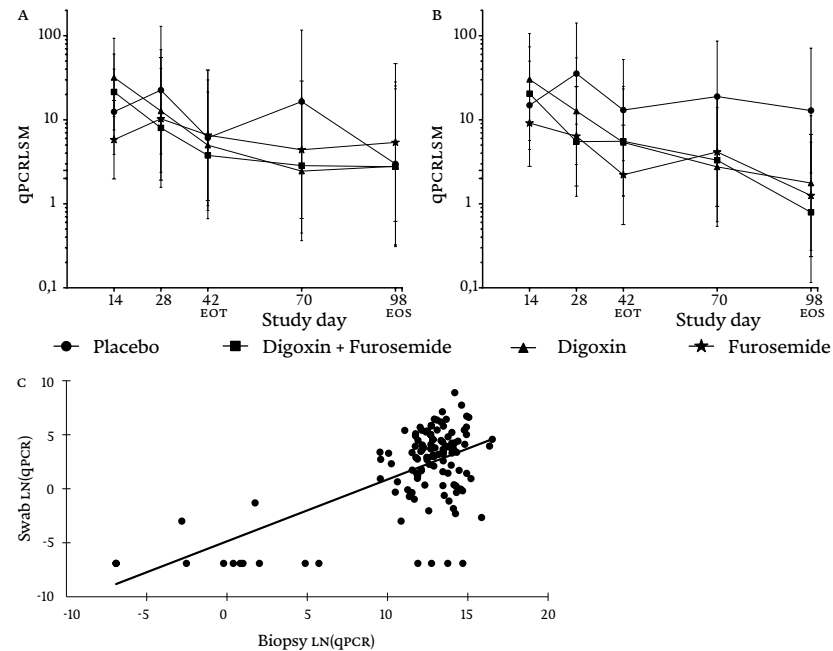 A
B
100
10
1
0,1
qPCRLSM
14 28 42 70 98
EOT EOS
Study day
100
10
1
0,1
qPCRLSM
14 28 42 70 98
EOT EOS
Study day
Placebo Digoxin + Furosemide Digoxin Furosemide
C
10
5
0
-5
-10
Swab LN(qPCR)
-10 -5 0 5 10 15 20
Biopsy LN(qPCR)